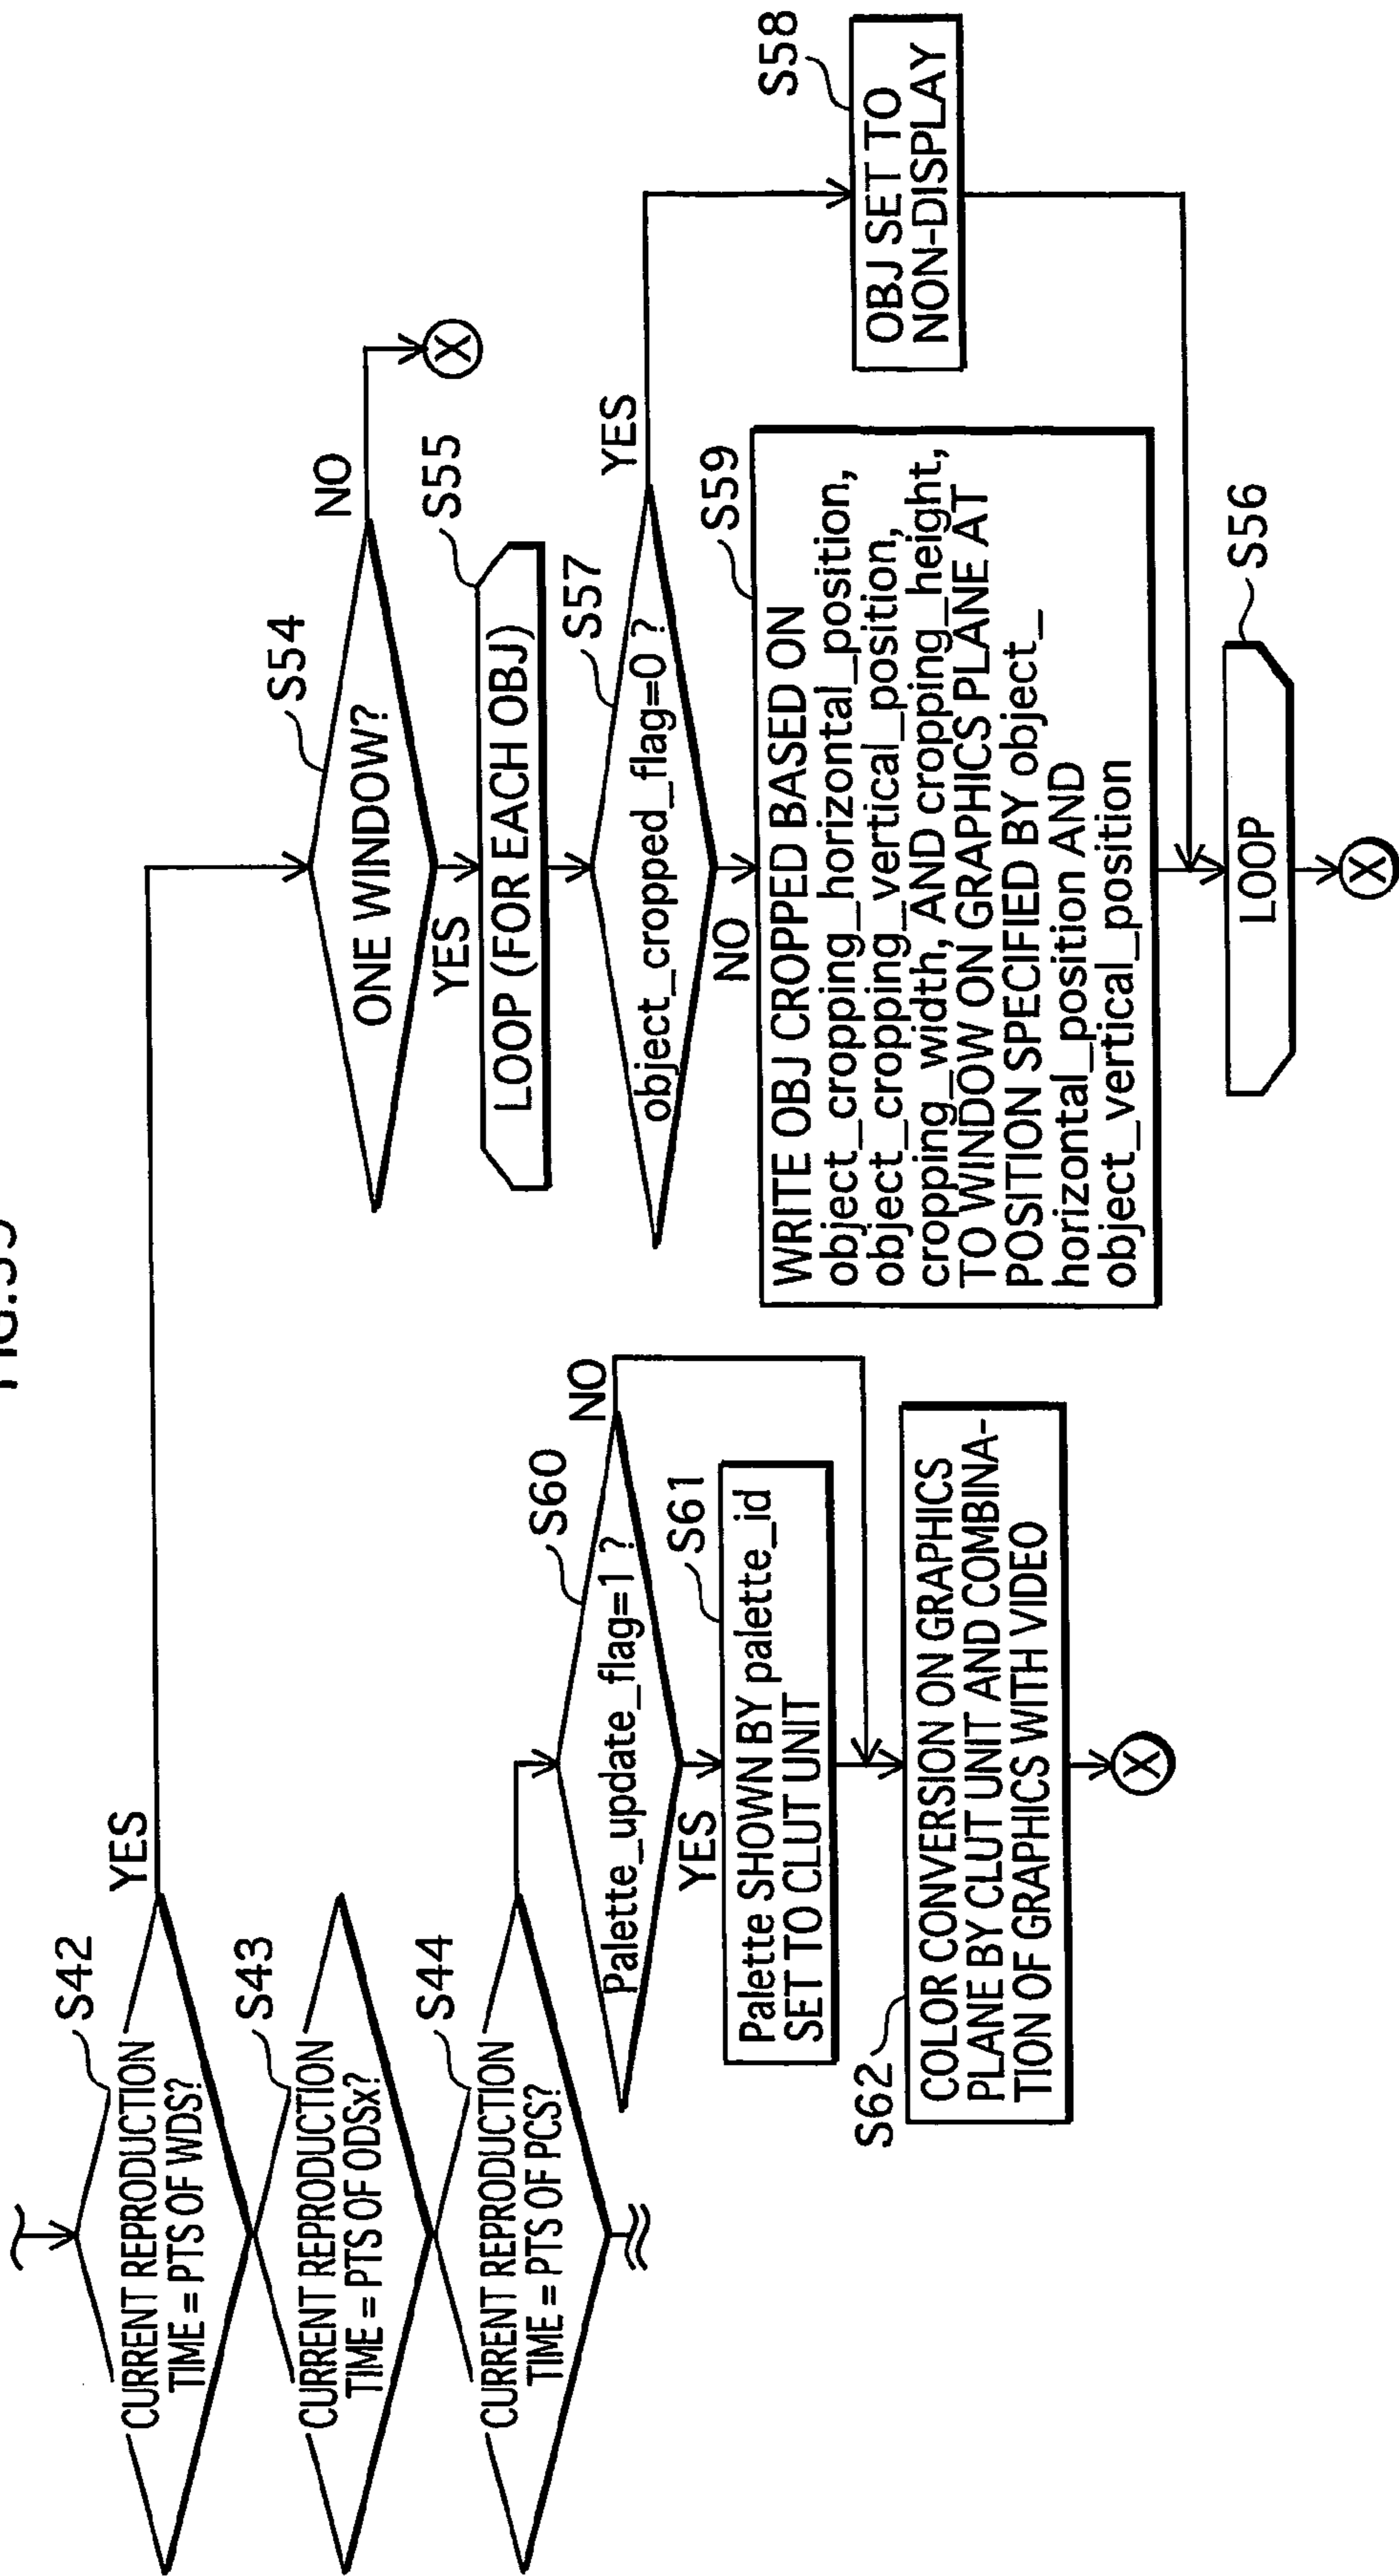 S42
CURRENT REPRODUCTION
TIME = PTS OF WDS?
YES
S43
CURRENT REPRODUCTION
TIME = PTS OF ODSx?
S44
CURRENT REPRODUCTION
TIME = PTS OF PCS?
S60
Palette_update_flag=1 ?
NO
YES
S61
Palette SHOWN BY palette_id
SET TO CLUT UNIT
S62
COLOR CONVERSION ON GRAPHICS
PLANE BY CLUT UNIT AND COMBINA-
TION OF GRAPHICS WITH VIDEO
X
S54
ONE WINDOW?
NO
X
YES
S55
LOOP (FOR EACH OBJ)
S57
object_cropped_flag=0 ?
YES
NO
S58
OBJ SET TO
NON-DISPLAY
S59
WRITE OBJ CROPPED BASED ON
object_cropping_horizontal_position,
object_cropping_vertical_position,
cropping_width, AND cropping_height,
TO WINDOW ON GRAPHICS PLANE AT
POSITION SPECIFIED BY object_
horizontal_position AND
object_vertical_position
S56
LOOP
X